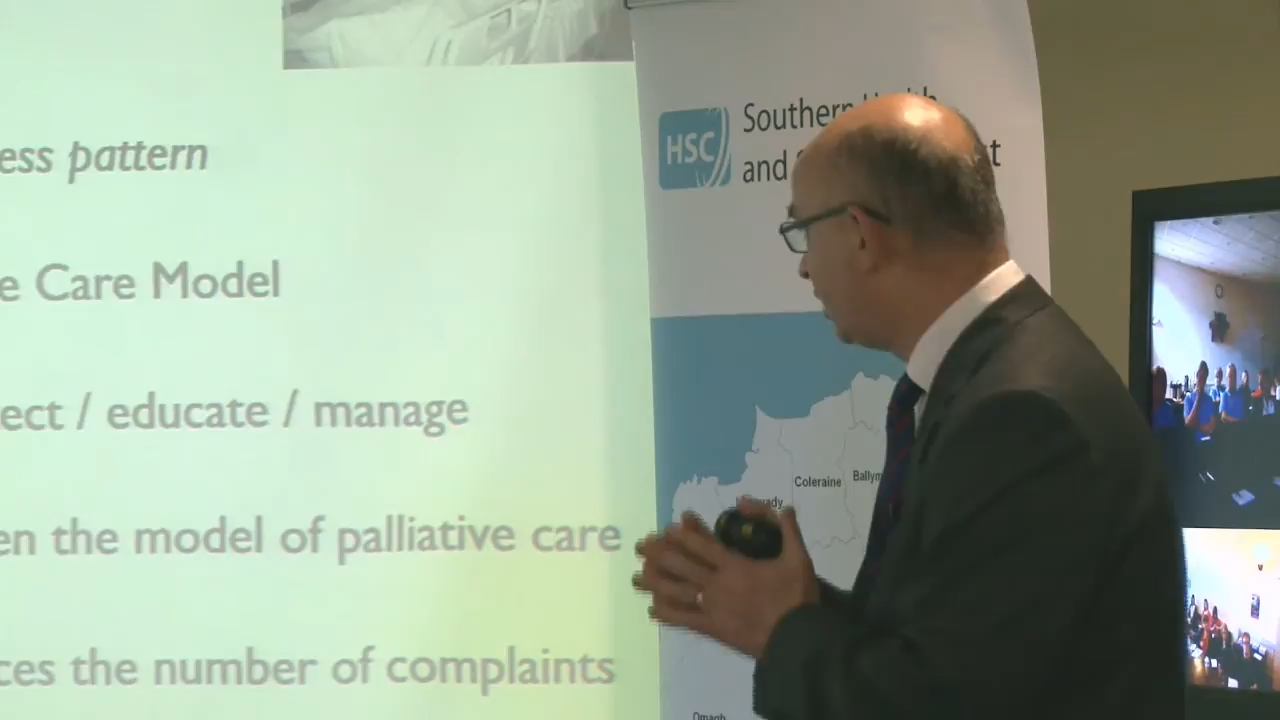 ess pattern
e Care Model
ect / educate / manage
en the model of palliative care
ces the number of complaints
HSC
Southern
and
Coleraine
Ballym
Omagh